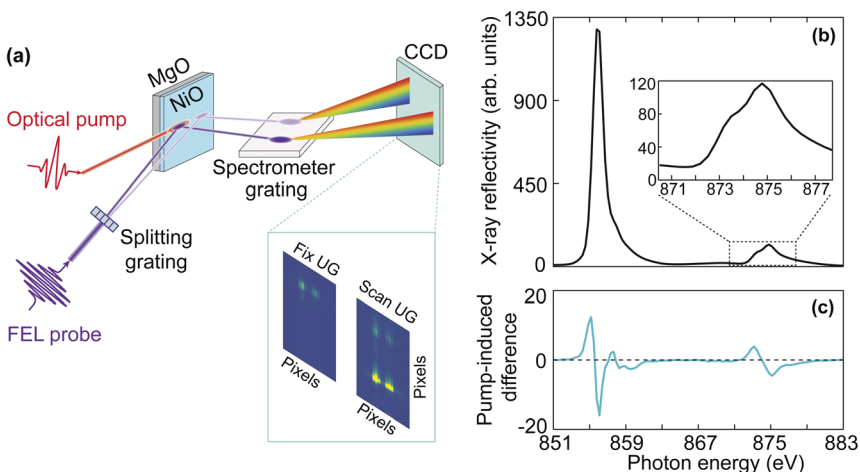 (a)
MgO
NiO
CCD
Optical pump
Spectrometer
grating
Splitting
grating
FEL probe
Fix UG
Scan UG
Pixels
Pixels
Pixels
(b)
X-ray reflectivity (arb. units)
1350
900
450
0
120
80
40
0
871 873 875 877
(c)
Pump-induced
difference
20
0
-20
851 859 867 875 883
Photon energy (eV)